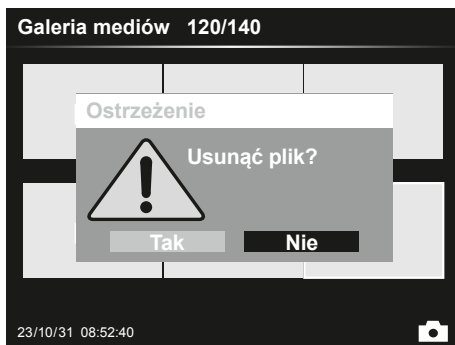 Galeria mediów 120/140
Ostrzeżenie
Usunąć plik?
Tak Nie
23/10/31 08:52:40